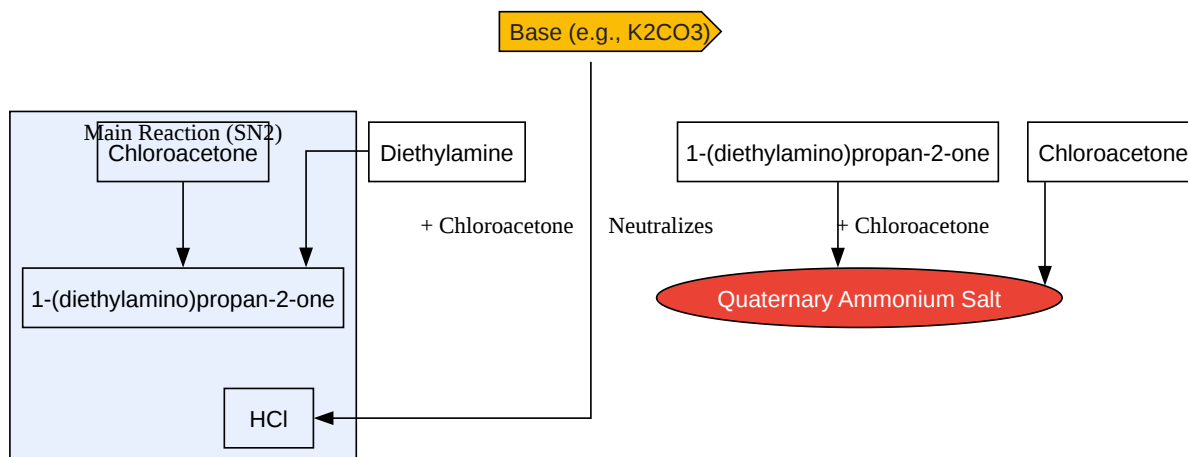 Base (e.g., K2CO3)
Main Reaction (SN2)
Chloroacetone
Diethylamine
1-(diethylamino)propan-2-one
Chloroacetone
+ Chloroacetone
Neutralizes
+ Chloroacetone
1-(diethylamino)propan-2-one
Quaternary Ammonium Salt
HCl